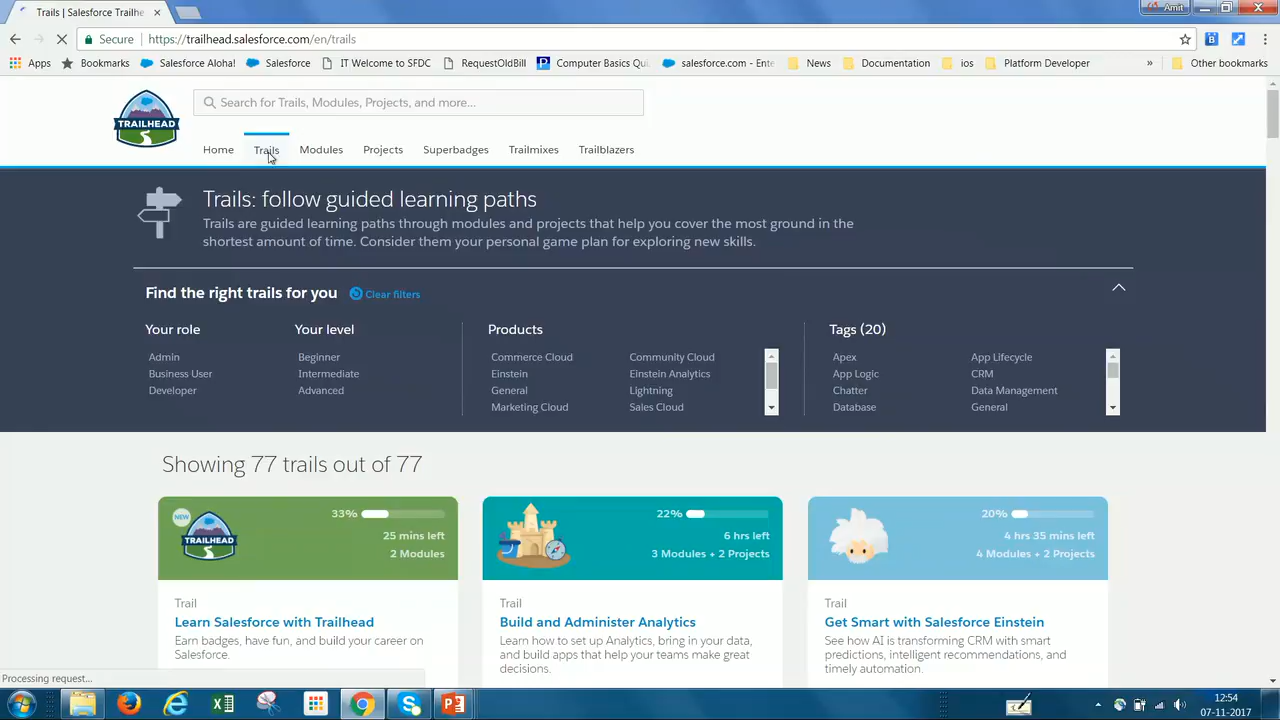 Trails | Salesforce Trailhe
Amit
Secure
https://trailhead.salesforce.com/en/trails
Apps
Bookmarks
Salesforce Aloha!
Salesforce
IT Welcome to SFDC
RequestOldBill
Computer Basics Qui
salesforce.com - Ente
News
Documentation
ios
Platform Developer
»
Other bookmarks
TRAILHEAD
Search for Trails, Modules, Projects, and more...
Home
Trails
Modules
Projects
Superbadges
Trailmixes
Trailblazers
Trails: follow guided learning paths
Trails are guided learning paths through modules and projects that help you cover the most ground in the
shortest amount of time. Consider them your personal game plan for exploring new skills.
Find the right trails for you
Clear filters
Your role
Admin
Business User
Developer
Your level
Beginner
Intermediate
Advanced
Products
Commerce Cloud
Community Cloud
Einstein
Einstein Analytics
General
Lightning
Marketing Cloud
Sales Cloud
Tags (20)
Apex
App Lifecycle
App Logic
CRM
Chatter
Data Management
Database
General
Showing 77 trails out of 77
NEW
TRAILHEAD
33%
25 mins left
2 Modules
Trail
Learn Salesforce with Trailhead
Earn badges, have fun, and build your career on
Salesforce.
22%
6 hrs left
3 Modules + 2 Projects
Trail
Build and Administer Analytics
Learn how to set up Analytics, bring in your data,
and build apps that help your teams make great
decisions.
20%
4 hrs 35 mins left
4 Modules + 2 Projects
Trail
Get Smart with Salesforce Einstein
See how AI is transforming CRM with smart
predictions, intelligent recommendations, and
timely automation.
Processing request...
12:54
07-11-2017